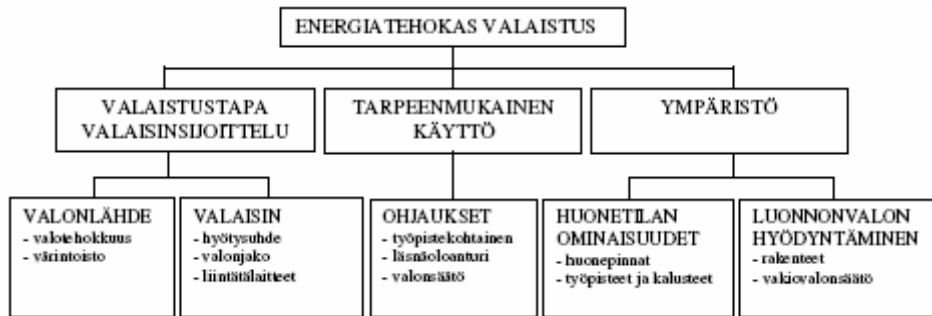 ENERGIATEHOKAS VALAISTUS
VALAISTUSTAPA
VALAISINSIJOITTELU
TARPEENMUKAINEN
KÄYTTÖ
YMPÄRISTÖ
VALONLÄHDE
- valotehokkuus
- värintoisto
VALAISIN
- hyötysuhde
- valonjako
- liintätälaitteet
OHJAUKSET
- työpistekohtainen
- läsnäoloanturi
- valonsäätö
HUONETILAN
OMINAISUUDET
- huonepinnat
- työpisteet ja kalusteet
LUONNONVALON
HYÖDYNTÄMINEN
- rakenteet
- vakiovalonsäätö